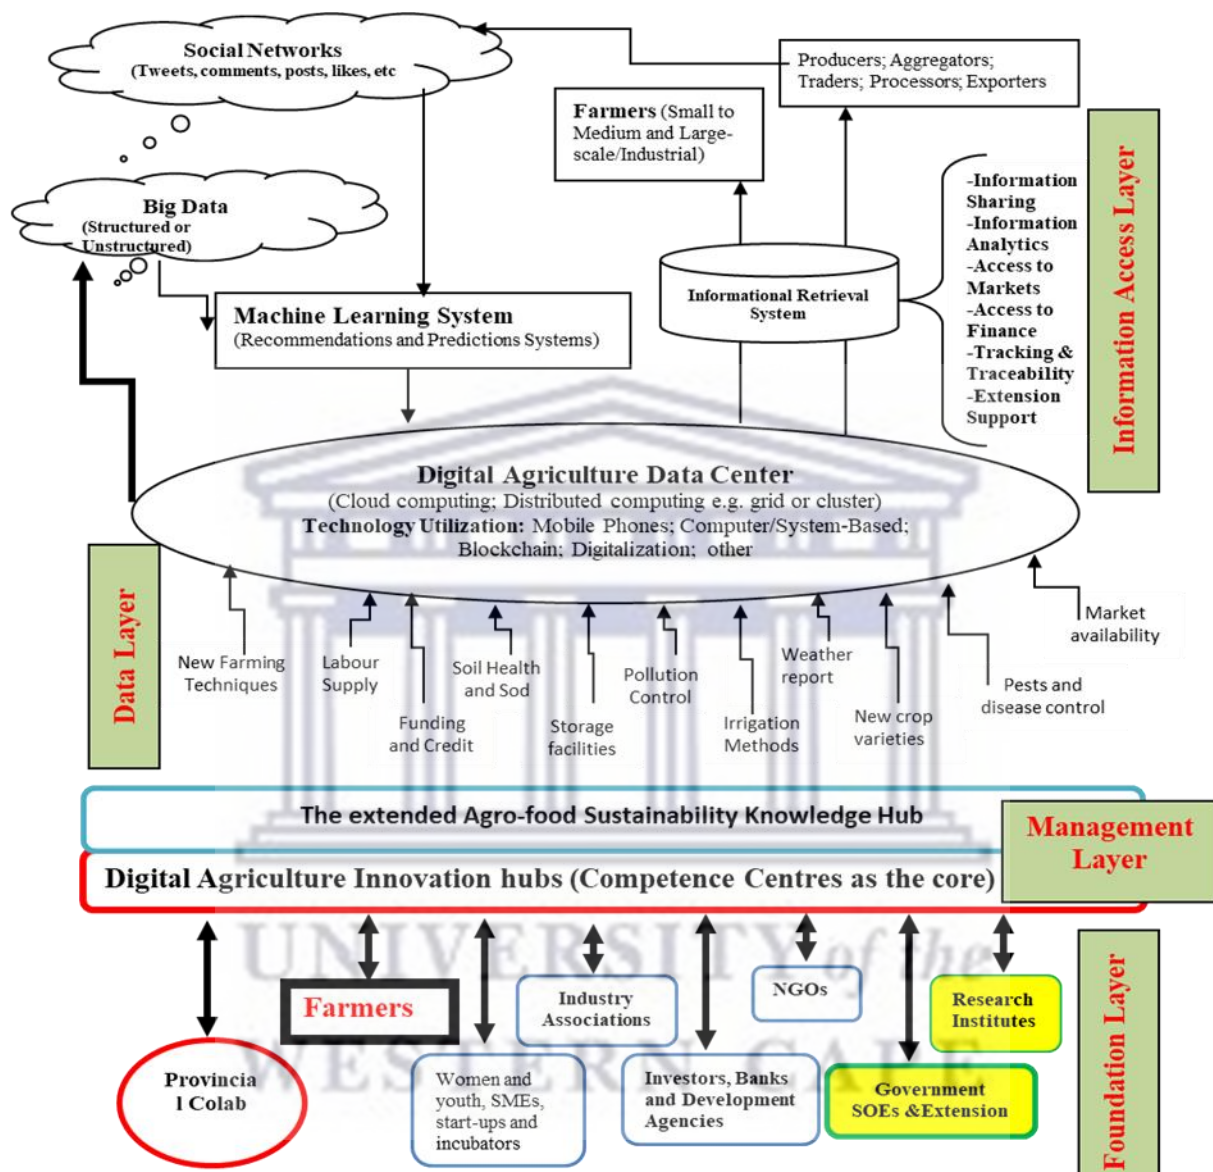 Social Networks
(Tweets, comments, posts, likes, etc
Producers; Aggregators;
Traders; Processors; Exporters
Farmers (Small to
Medium and Large-
scale/Industrial)
Big Data
(Structured or
Unstructured)
-Information
Sharing
-Information
Analytics
-Access to
Markets
-Access to
Finance
-Tracking &
Traceability
-Extension
Support
Information Access Layer
Informational Retrieval
System
Machine Learning System
(Recommendations and Predictions Systems)
Digital Agriculture Data Center
(Cloud computing; Distributed computing e.g. grid or cluster)
Technology Utilization: Mobile Phones; Computer/System-Based;
Blockchain; Digitalization; other
Data Layer
New Farming
Techniques
Labour
Supply
Funding
and Credit
Soil Health
and Sod
Storage
facilities
Pollution
Control
Irrigation
Methods
Weather
report
New crop
varieties
Pests and
disease control
Market
availability
The extended Agro-food Sustainability Knowledge Hub
Management
Layer
Digital Agriculture Innovation hubs (Competence Centres as the core)
UNIVERSITY of the
WESTERN CAPE
Farmers
Industry
Associations
NGOs
Research
Institutes
Provincia
l Colab
Women and
youth, SMEs,
start-ups and
incubators
Investors, Banks
and Development
Agencies
Government
SOEs &Extension
Foundation Layer